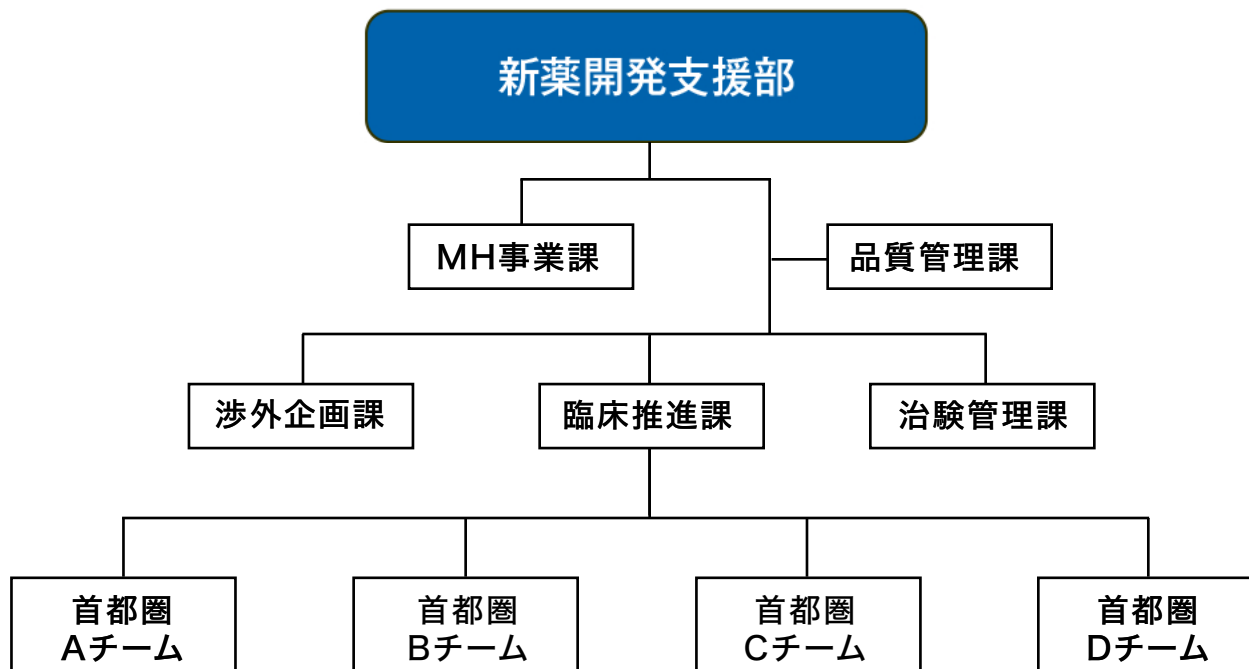 新薬開発支援部
MH事業課
品質管理課
渉外企画課
臨床推進課
治験管理課
首都圏
Aチーム
首都圏
Bチーム
首都圏
Cチーム
首都圏
Dチーム